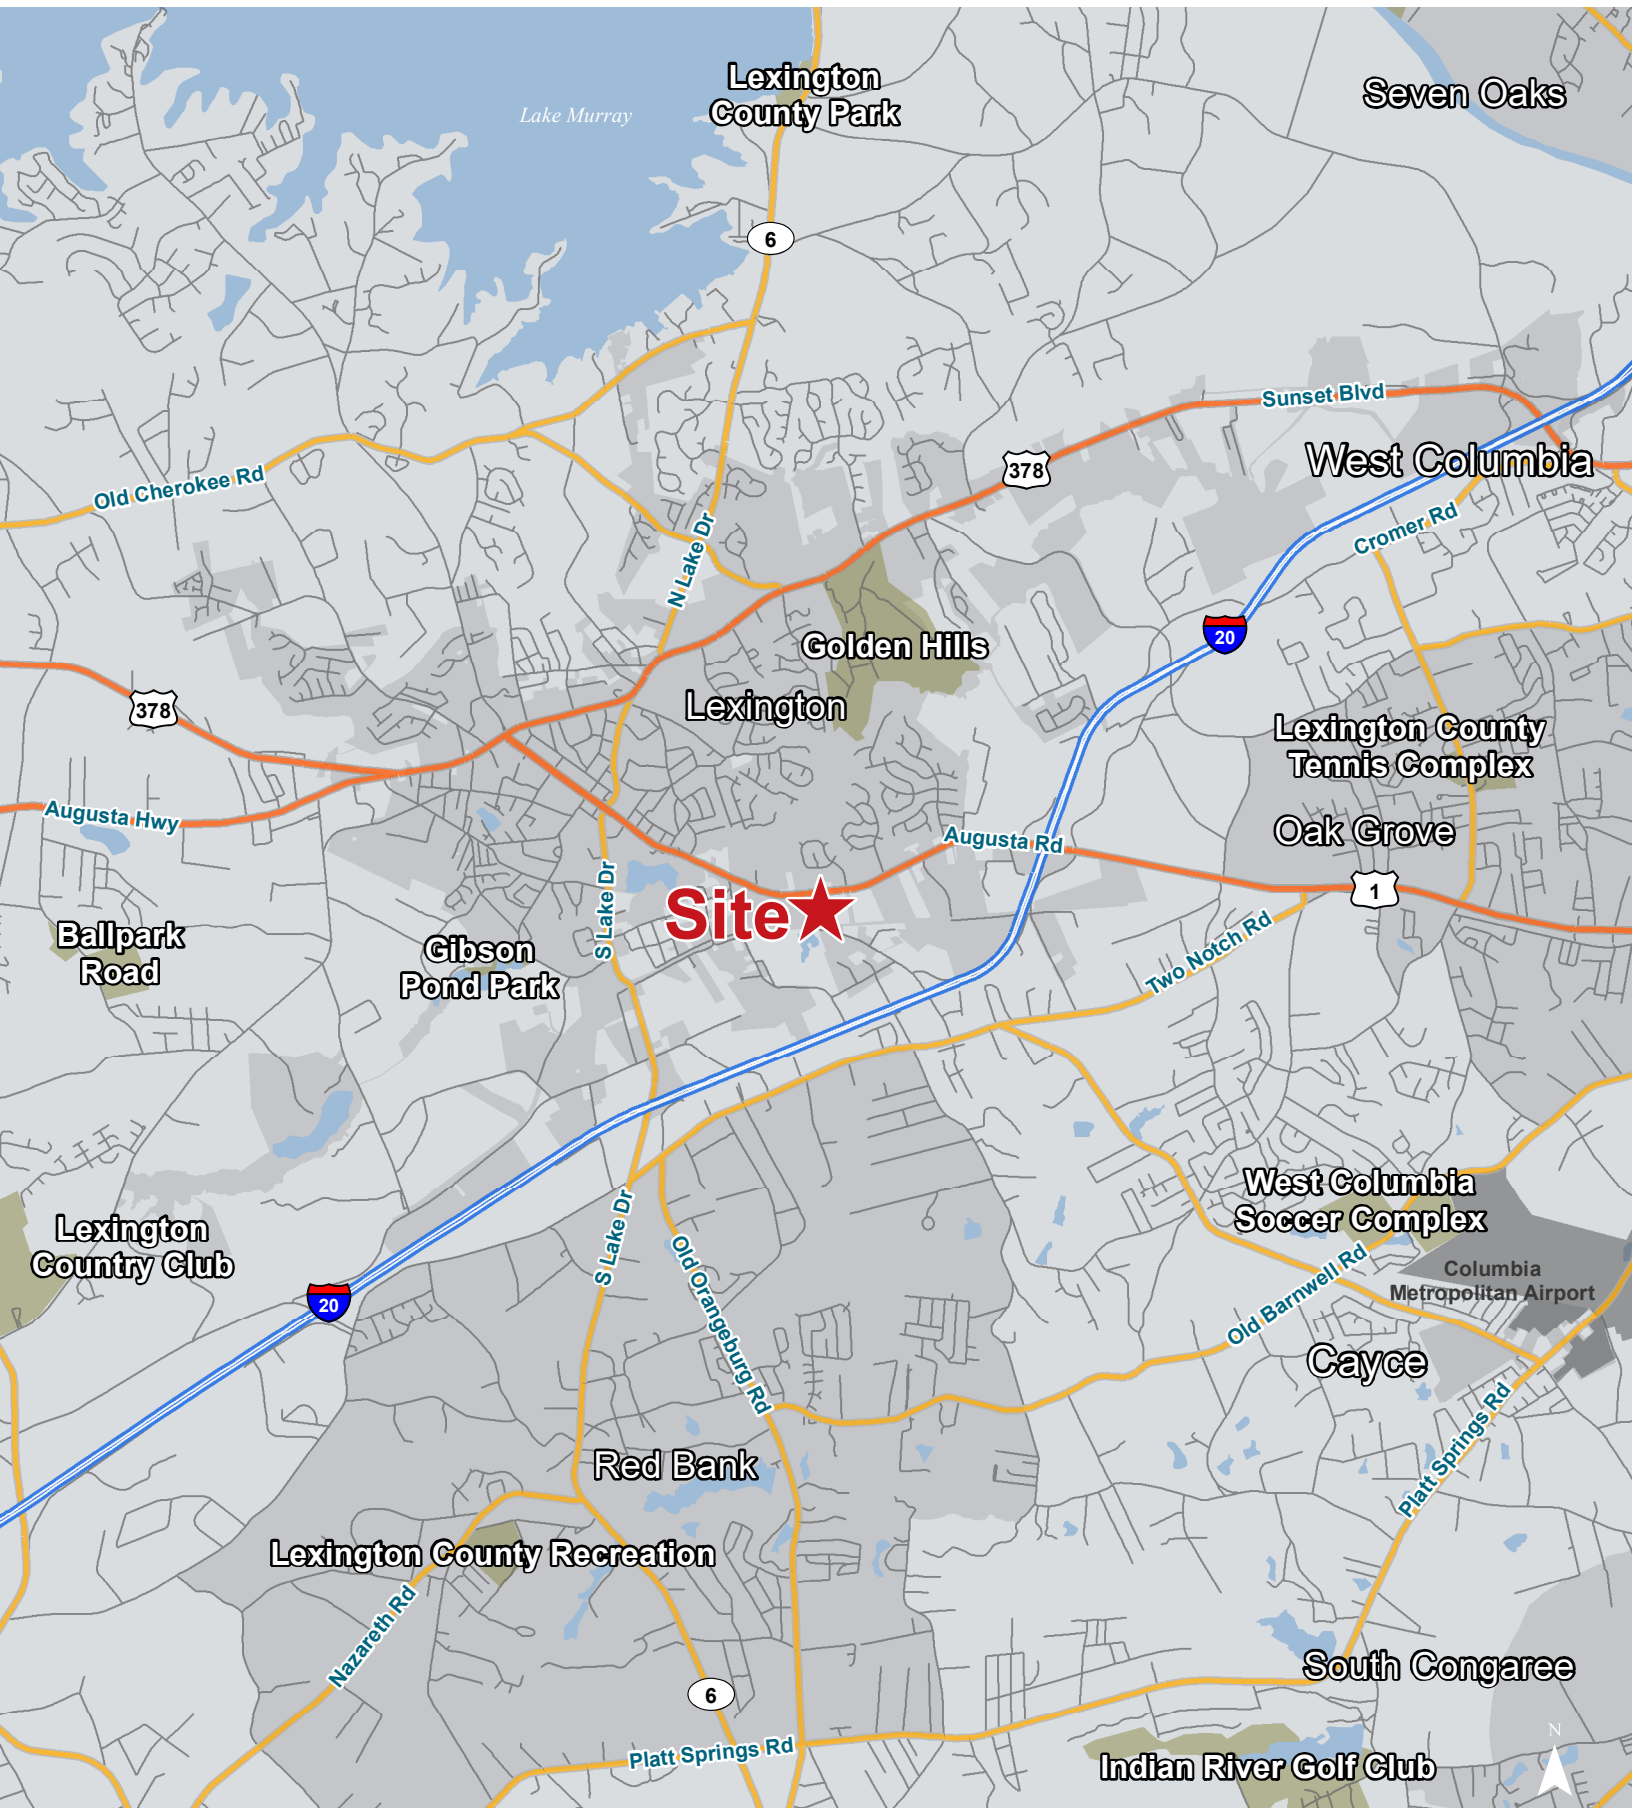 Lexington
County Park
Seven Oaks
Lake Murray
6
Sunset Blvd
378
West Columbia
Old Cherokee Rd
Cromer Rd
N Lake Dr
20
Golden Hills
Lexington
378
Lexington County
Tennis Complex
Augusta Hwy
Augusta Rd
Oak Grove
1
S Lake Dr
Site
Ballpark
Road
Gibson
Pond Park
Two Notch Rd
West Columbia
Soccer Complex
Lexington
Country Club
S Lake Dr
Old Orangeburg Rd
Old Barnwell Rd
Columbia
Metropolitan Airport
20
Cayce
Platt Springs Rd
Red Bank
Lexington County Recreation
Nazareth Rd
South Congaree
6
Platt Springs Rd
N
Indian River Golf Club